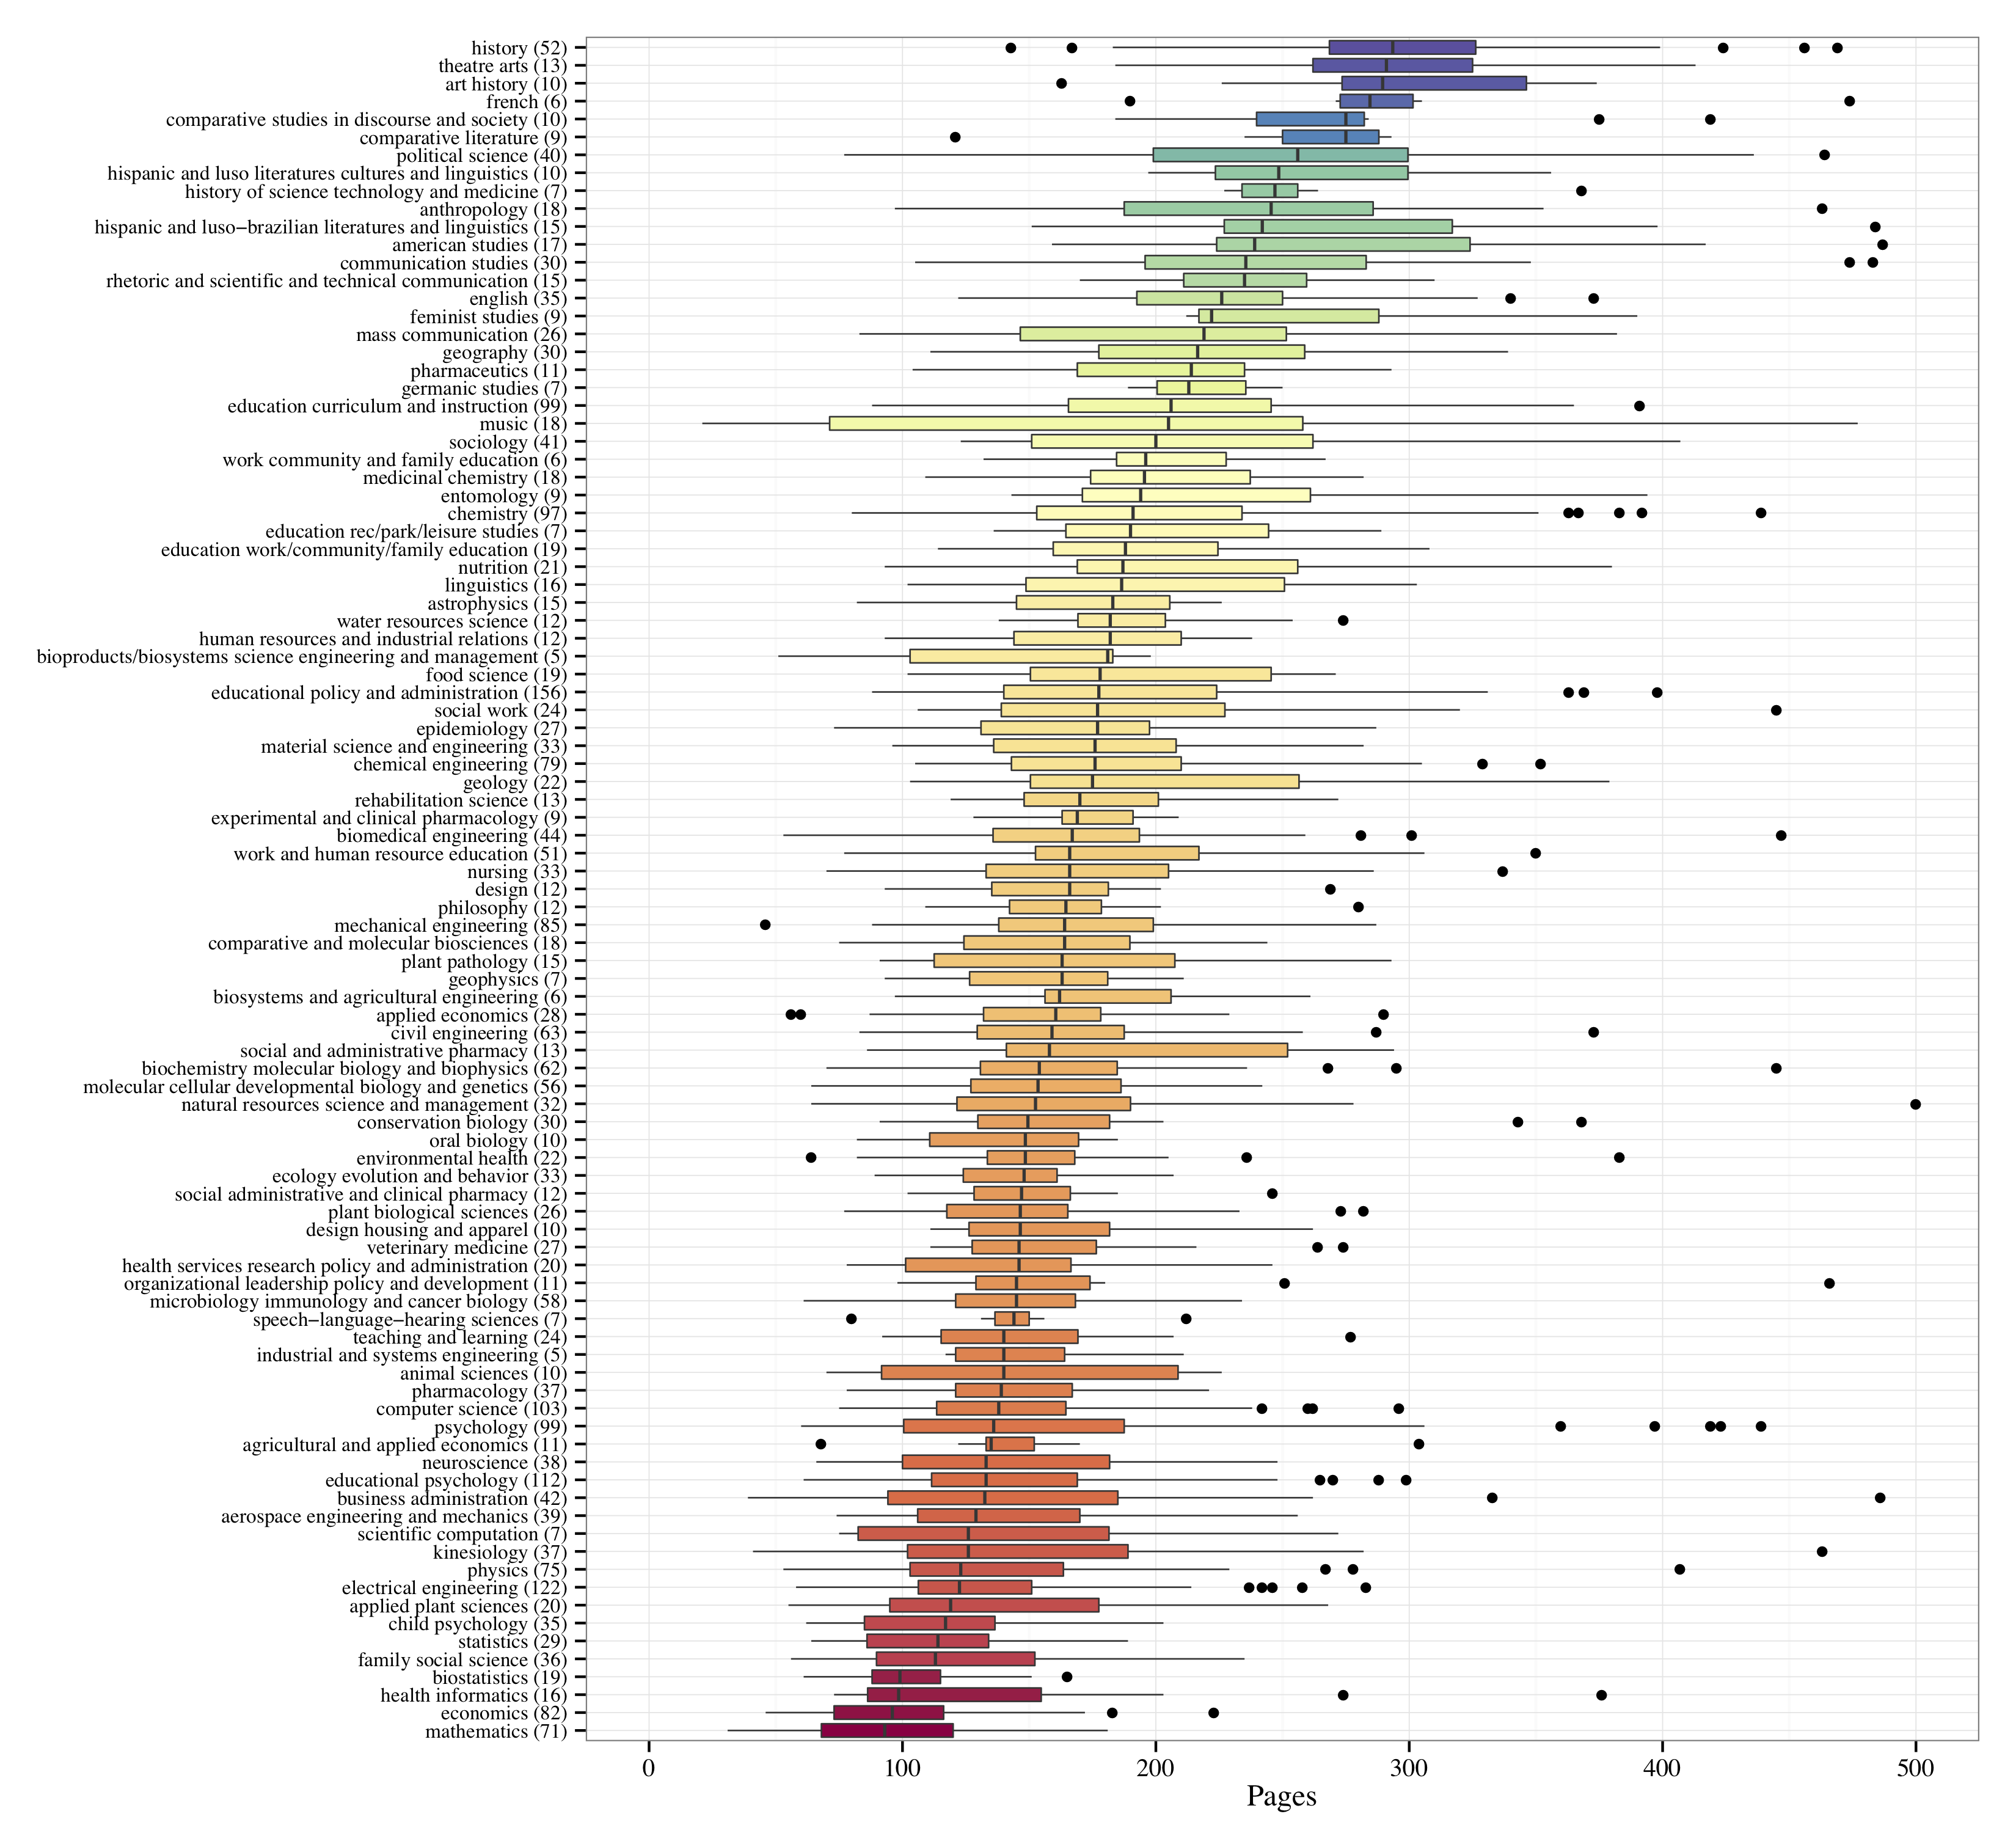 history (52)
theatre arts (13)
art history (10)
french (6)
comparative studies in discourse and society (10)
comparative literature (9)
political science (40)
hispanic and luso literatures cultures and linguistics (10)
history of science technology and medicine (7)
anthropology (18)
hispanic and luso−brazilian literatures and linguistics (15)
american studies (17)
communication studies (30)
rhetoric and scientific and technical communication (15)
english (35)
feminist studies (9)
mass communication (26)
geography (30)
pharmaceutics (11)
germanic studies (7)
education curriculum and instruction (99)
music (18)
sociology (41)
work community and family education (6)
medicinal chemistry (18)
entomology (9)
chemistry (97)
education rec/park/leisure studies (7)
education work/community/family education (19)
nutrition (21)
linguistics (16)
astrophysics (15)
water resources science (12)
human resources and industrial relations (12)
bioproducts/biosystems science engineering and management (5)
food science (19)
educational policy and administration (156)
social work (24)
epidemiology (27)
material science and engineering (33)
chemical engineering (79)
geology (22)
rehabilitation science (13)
experimental and clinical pharmacology (9)
biomedical engineering (44)
work and human resource education (51)
nursing (33)
design (12)
philosophy (12)
mechanical engineering (85)
comparative and molecular biosciences (18)
plant pathology (15)
geophysics (7)
biosystems and agricultural engineering (6)
applied economics (28)
civil engineering (63)
social and administrative pharmacy (13)
biochemistry molecular biology and biophysics (62)
molecular cellular developmental biology and genetics (56)
natural resources science and management (32)
conservation biology (30)
oral biology (10)
environmental health (22)
ecology evolution and behavior (33)
social administrative and clinical pharmacy (12)
plant biological sciences (26)
design housing and apparel (10)
veterinary medicine (27)
health services research policy and administration (20)
organizational leadership policy and development (11)
microbiology immunology and cancer biology (58)
speech−language−hearing sciences (7)
teaching and learning (24)
industrial and systems engineering (5)
animal sciences (10)
pharmacology (37)
computer science (103)
psychology (99)
agricultural and applied economics (11)
neuroscience (38)
educational psychology (112)
business administration (42)
aerospace engineering and mechanics (39)
scientific computation (7)
kinesiology (37)
physics (75)
electrical engineering (122)
applied plant sciences (20)
child psychology (35)
statistics (29)
family social science (36)
biostatistics (19)
health informatics (16)
economics (82)
mathematics (71)
0 100 200 300 400 500
Pages